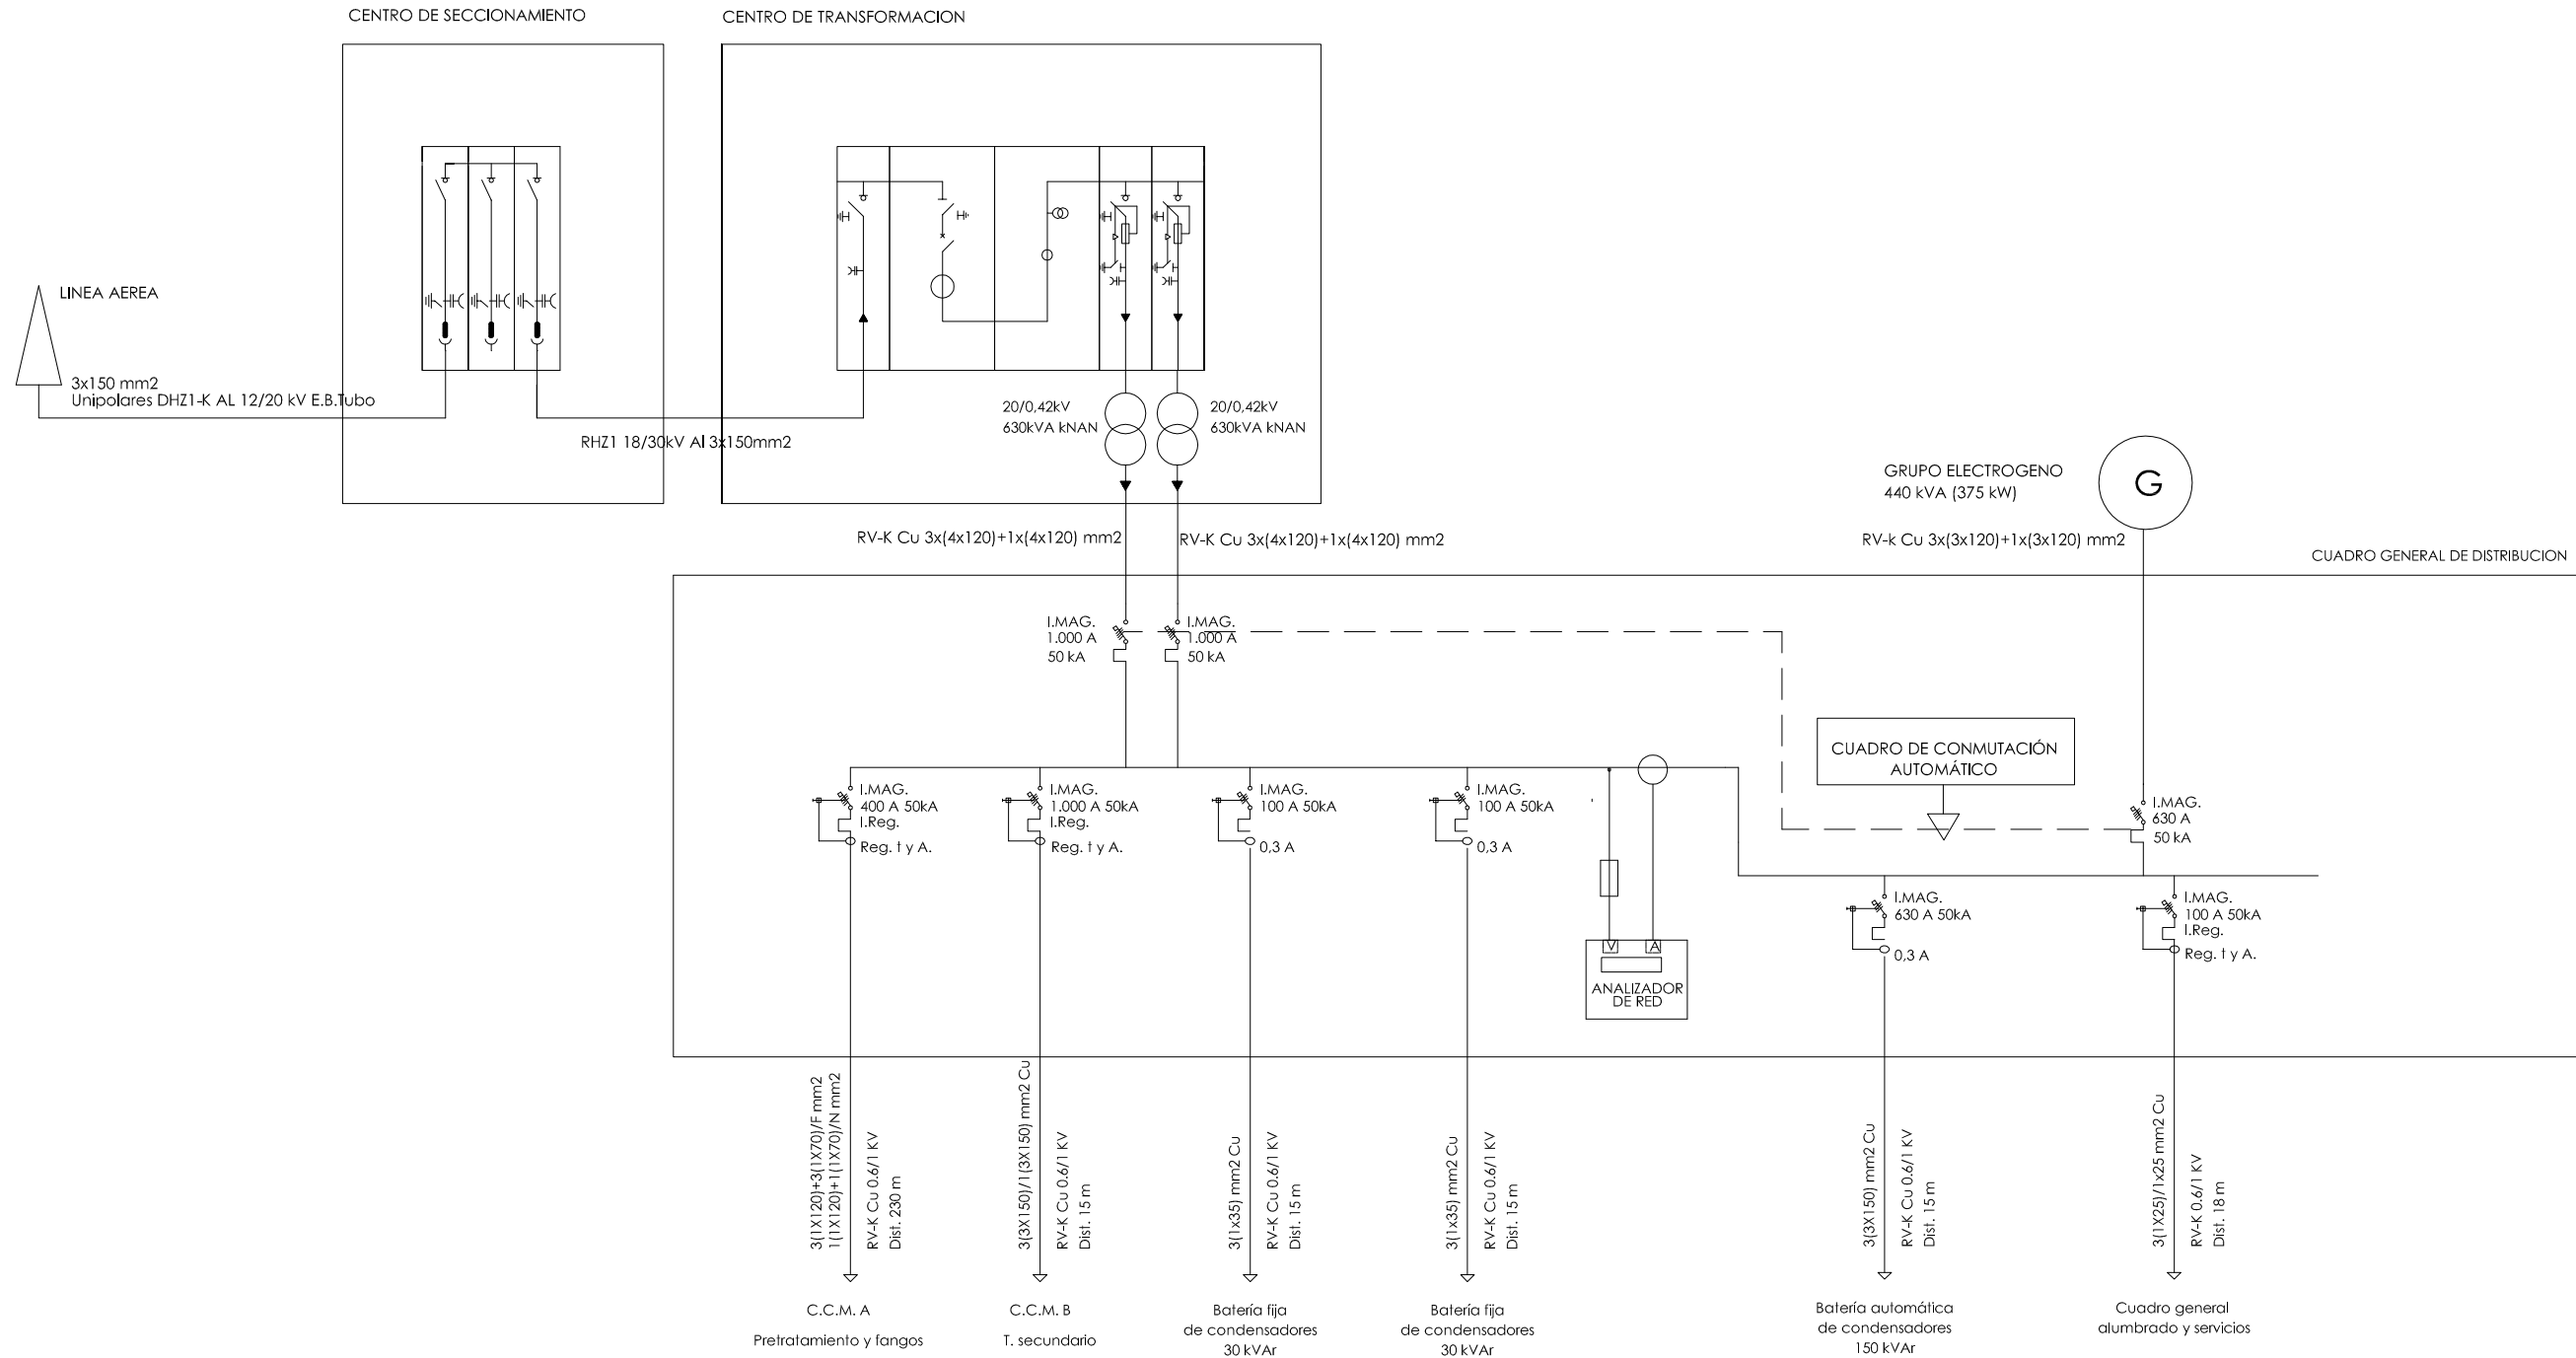 CENTRO DE SECCIONAMIENTO
CENTRO DE TRANSFORMACION
LINEA AEREA
3x150 mm2
Unipolares DHZ1-K AL 12/20 kV E.B.Tubo
RHZ1 18/30kV Al 3x150mm2
20/0,42kV
630kVA kNAN
20/0,42kV
630kVA kNAN
GRUPO ELECTROGENO
440 kVA (375 kW)
G
RV-K Cu 3x(4x120)+1x(4x120) mm2
RV-K Cu 3x(4x120)+1x(4x120) mm2
RV-k Cu 3x(3x120)+1x(3x120) mm2
CUADRO GENERAL DE DISTRIBUCION
I.MAG.
1.000 A
50 kA
I.MAG.
1.000 A
50 kA
CUADRO DE CONMUTACIÓN
AUTOMÁTICO
I.MAG.
400 A 50kA
I.Reg.
Reg. t y A.
I.MAG.
1.000 A 50kA
I.Reg.
Reg. t y A.
I.MAG.
100 A 50kA
0,3 A
I.MAG.
100 A 50kA
0,3 A
I.MAG.
630 A
50 kA
I.MAG.
630 A 50kA
0,3 A
I.MAG.
100 A 50kA
I.Reg.
Reg. t y A.
V
A
ANALIZADOR
DE RED
3(1X120)+3(1X70)/F mm2
1(1X120)+1(1X70)/N mm2
RV-K Cu 0.6/1 KV
Dist. 230 m
3(3X150)/1(3X150) mm2 Cu
RV-K Cu 0.6/1 KV
Dist. 15 m
3(1x35) mm2 Cu
RV-K Cu 0.6/1 KV
Dist. 15 m
3(1x35) mm2 Cu
RV-K Cu 0.6/1 KV
Dist. 15 m
3(3X150) mm2 Cu
RV-K Cu 0.6/1 KV
Dist. 15 m
3(1X25)/1x25 mm2 Cu
RV-K 0.6/1 KV
Dist. 18 m
C.C.M. A
Pretratamiento y fangos
C.C.M. B
T. secundario
Batería fija
de condensadores
30 kVAr
Batería fija
de condensadores
30 kVAr
Batería automática
de condensadores
150 kVAr
Cuadro general
alumbrado y servicios